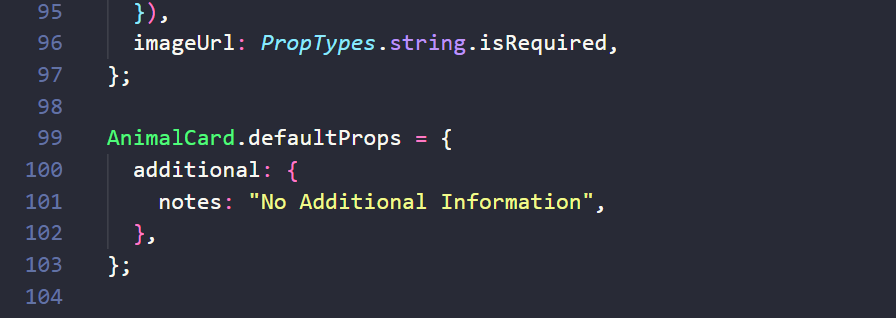 95 }),
96 imageUrl: PropTypes.string.isRequired,
97 };
98
99 AnimalCard.defaultProps = {
100 additional: {
101 notes: "No Additional Information",
102 },
103 };
104